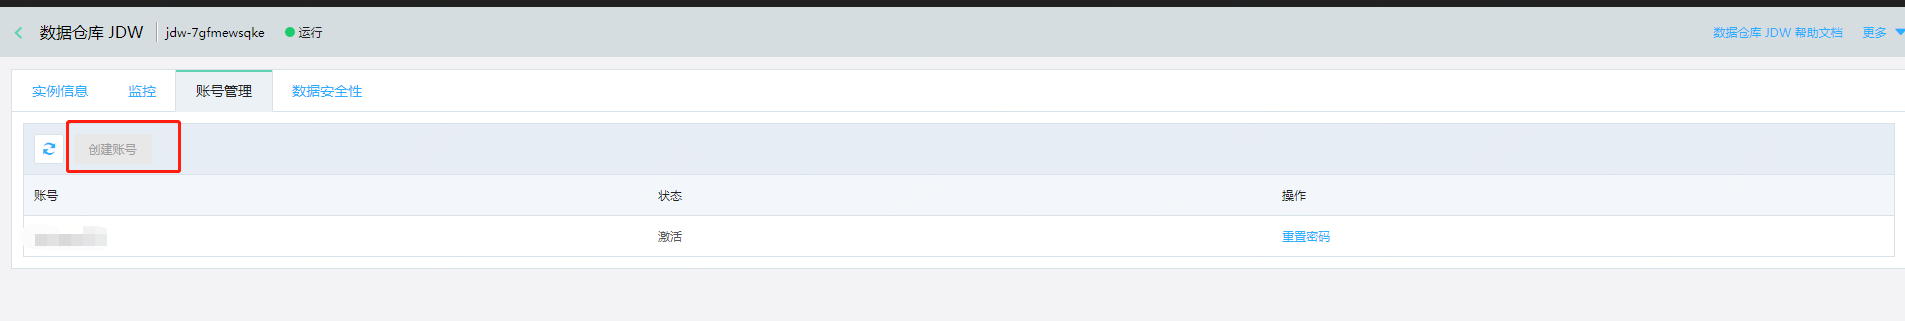 数据仓库 JDW jdw-7gfmewsqke 运行 数据仓库 JDW 帮助文档 更多
实例信息 监控 账号管理 数据安全性
创建账号
账号 状态 操作
激活 重置密码